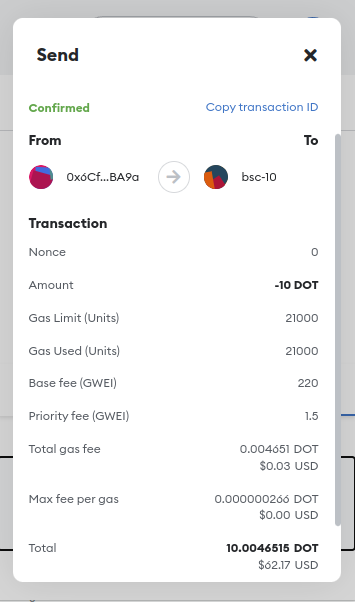 Send
Confirmed Copy transaction ID
From To
0x6Cf...BA9a bsc-10
Transaction
Nonce 0
Amount -10 DOT
Gas Limit (Units) 21000
Gas Used (Units) 21000
Base fee (GWEI) 220
Priority fee (GWEI) 1.5
Total gas fee 0.004651 DOT
$0.03 USD
Max fee per gas 0.000000266 DOT
$0.00 USD
Total 10.0046515 DOT
$62.17 USD